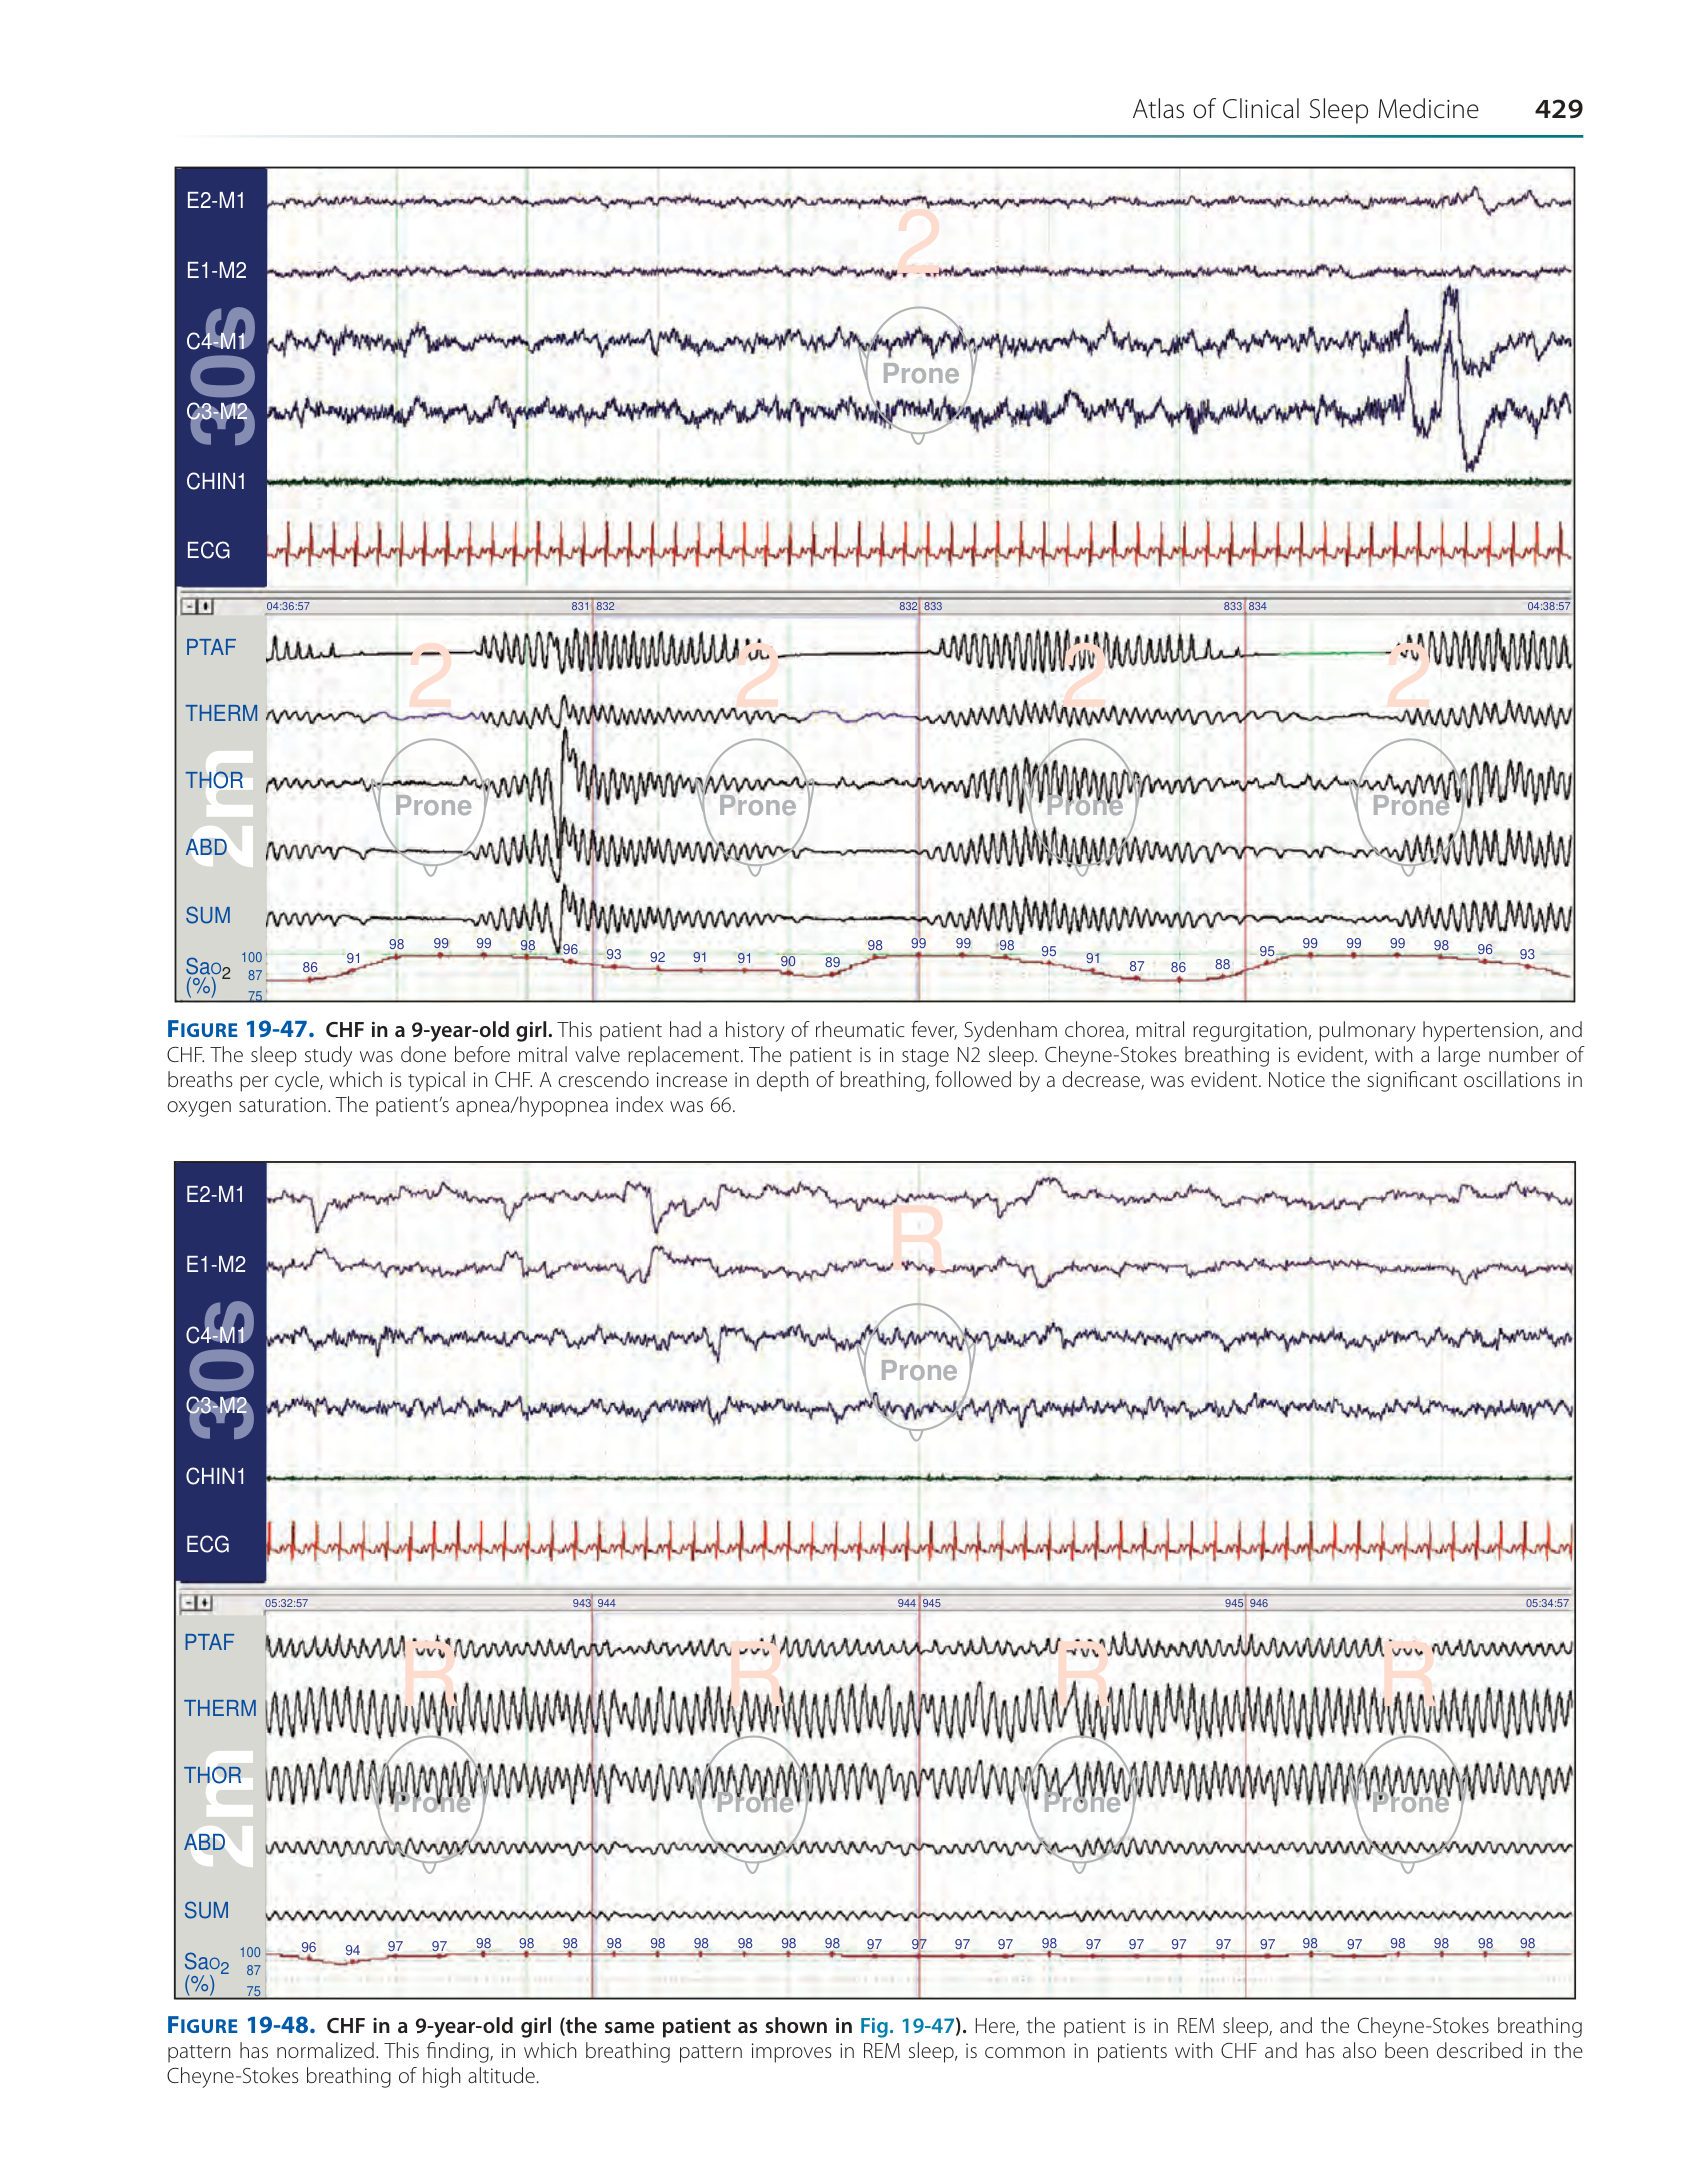 Atlas of Clinical Sleep Medicine 429
E2-M1
2
E1-M2
30s
C4-M1
Prone
C3-M2
CHIN1
ECG
04:36:57 831 832 832 833 833 834 04:38:57
PTAF
2 2 2 2
THERM
2m
THOR
Prone Prone Prone Prone
ABD
SUM
98 99 99 98 96 93 92 91 91 90 89 98 99 99 98 95 91 87 86 88 95 99 99 99 98 96 93
86 91
SaO2 (%)
100
87
75
FIGURE 19-47. CHF in a 9-year-old girl. This patient had a history of rheumatic fever, Sydenham chorea, mitral regurgitation, pulmonary hypertension, and
CHF. The sleep study was done before mitral valve replacement. The patient is in stage N2 sleep. Cheyne-Stokes breathing is evident, with a large number of
breaths per cycle, which is typical in CHF. A crescendo increase in depth of breathing, followed by a decrease, was evident. Notice the significant oscillations in
oxygen saturation. The patient's apnea/hypopnea index was 66.
E2-M1
R
E1-M2
30s
C4-M1
Prone
C3-M2
CHIN1
ECG
05:32:57 943 944 944 945 945 946 05:34:57
PTAF
R R R R
THERM
2m
THOR
Prone Prone Prone Prone
ABD
SUM
96 94 97 97 98 98 98 98 98 98 98 98 98 97 97 97 97 98 97 97 97 97 97 98 97 98 98 98 98
SaO2 (%)
100
87
75
FIGURE 19-48. CHF in a 9-year-old girl (the same patient as shown in Fig. 19-47). Here, the patient is in REM sleep, and the Cheyne-Stokes breathing
pattern has normalized. This finding, in which breathing pattern improves in REM sleep, is common in patients with CHF and has also been described in the
Cheyne-Stokes breathing of high altitude.